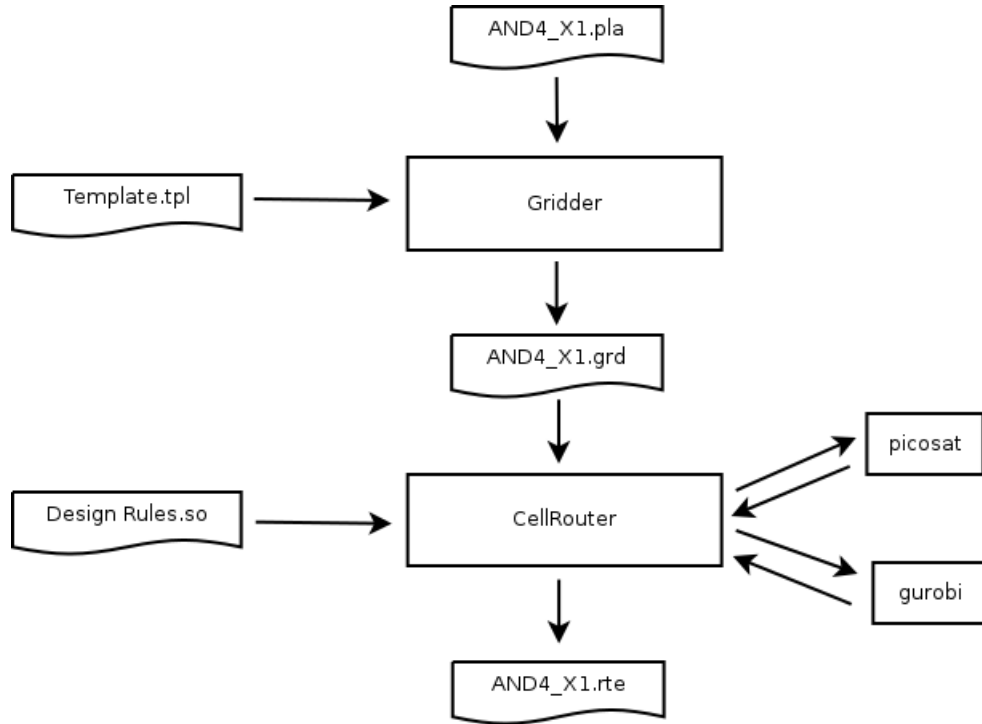 AND4_X1.pla
Template.tpl
Gridder
AND4_X1.grd
picosat
Design Rules.so
CellRouter
gurobi
AND4_X1.rte